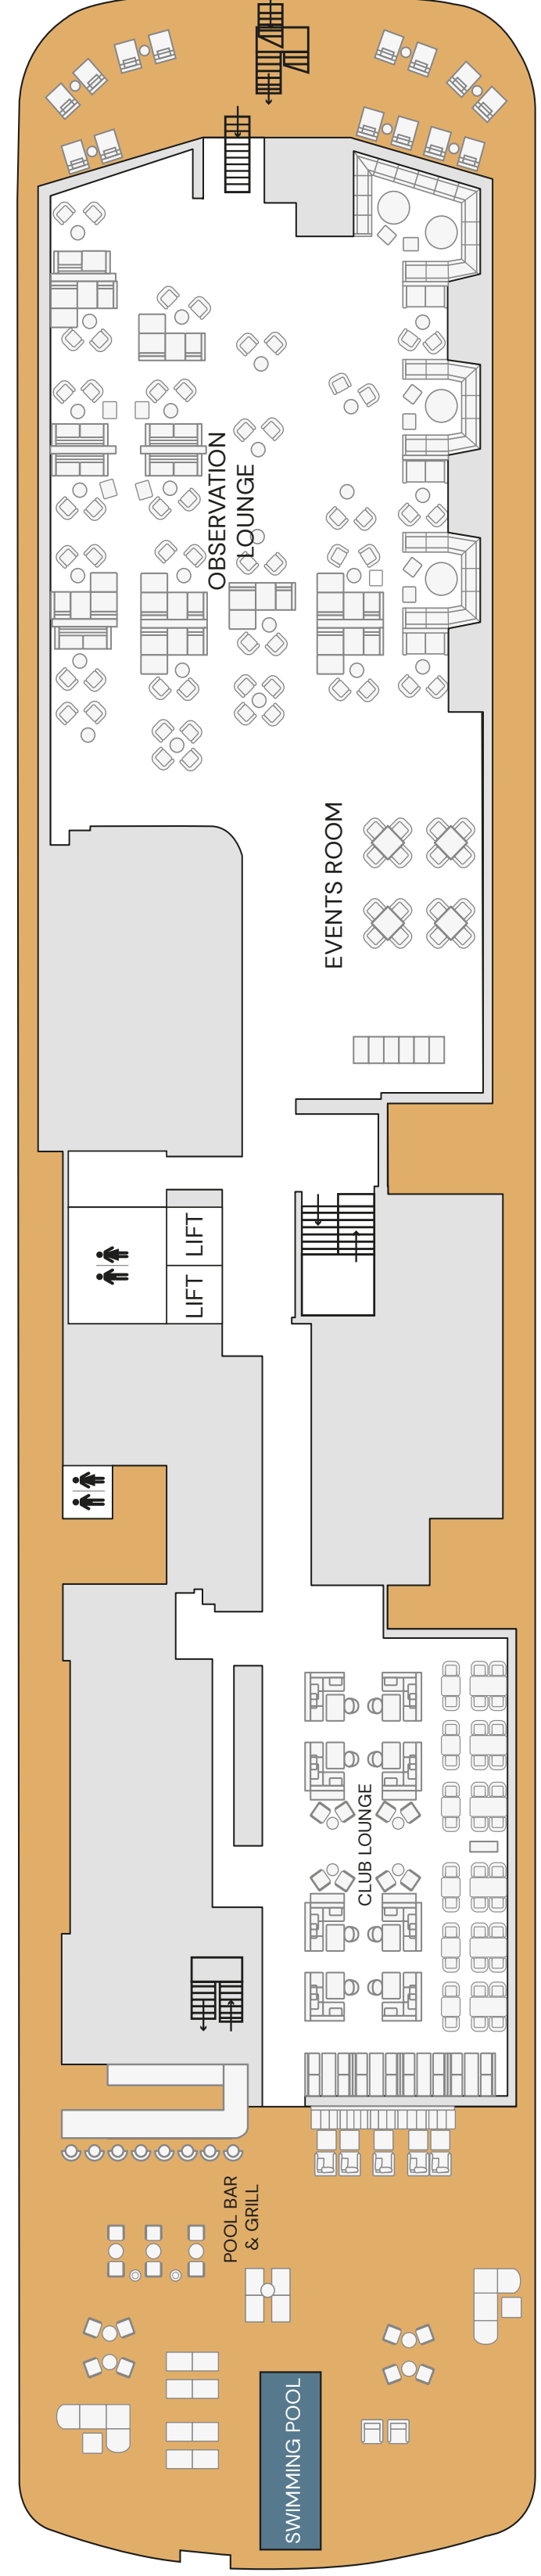 OBSERVATION
LOUNGE
EVENTS ROOM
LIFT
LIFT
CLUB LOUNGE
POOL BAR
& GRILL
SWIMMING POOL